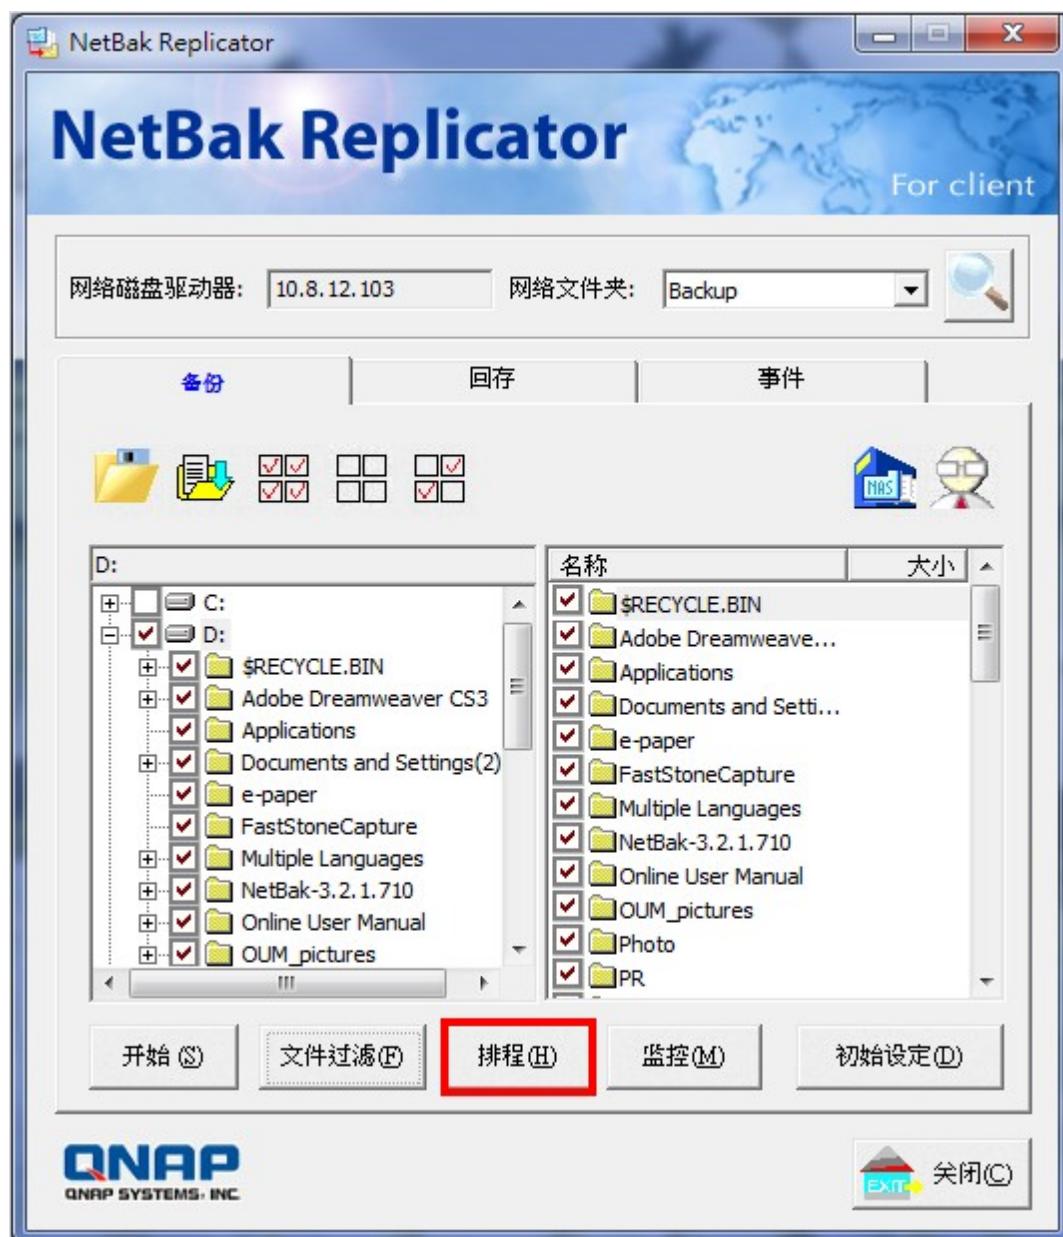 NetBak Replicator
NetBak Replicator
For client
网络磁盘驱动器: 10.8.12.103 网络文件夹: Backup
备份 回存 事件
NAS
D: 名称 大小
C: $RECYCLE.BIN
D: Adobe Dreamweave...
$RECYCLE.BIN Applications
Adobe Dreamweaver CS3 Documents and Setti...
Applications e-paper
Documents and Settings(2) FastStoneCapture
e-paper Multiple Languages
FastStoneCapture NetBak-3.2.1.710
Multiple Languages Online User Manual
NetBak-3.2.1.710 OUM_pictures
Online User Manual Photo
OUM_pictures PR
开始 (S) 文件过滤(F) 排程(H) 监控(M) 初始设定(D)
QNAP
QNAP SYSTEMS, INC.
EXIT 关闭(C)